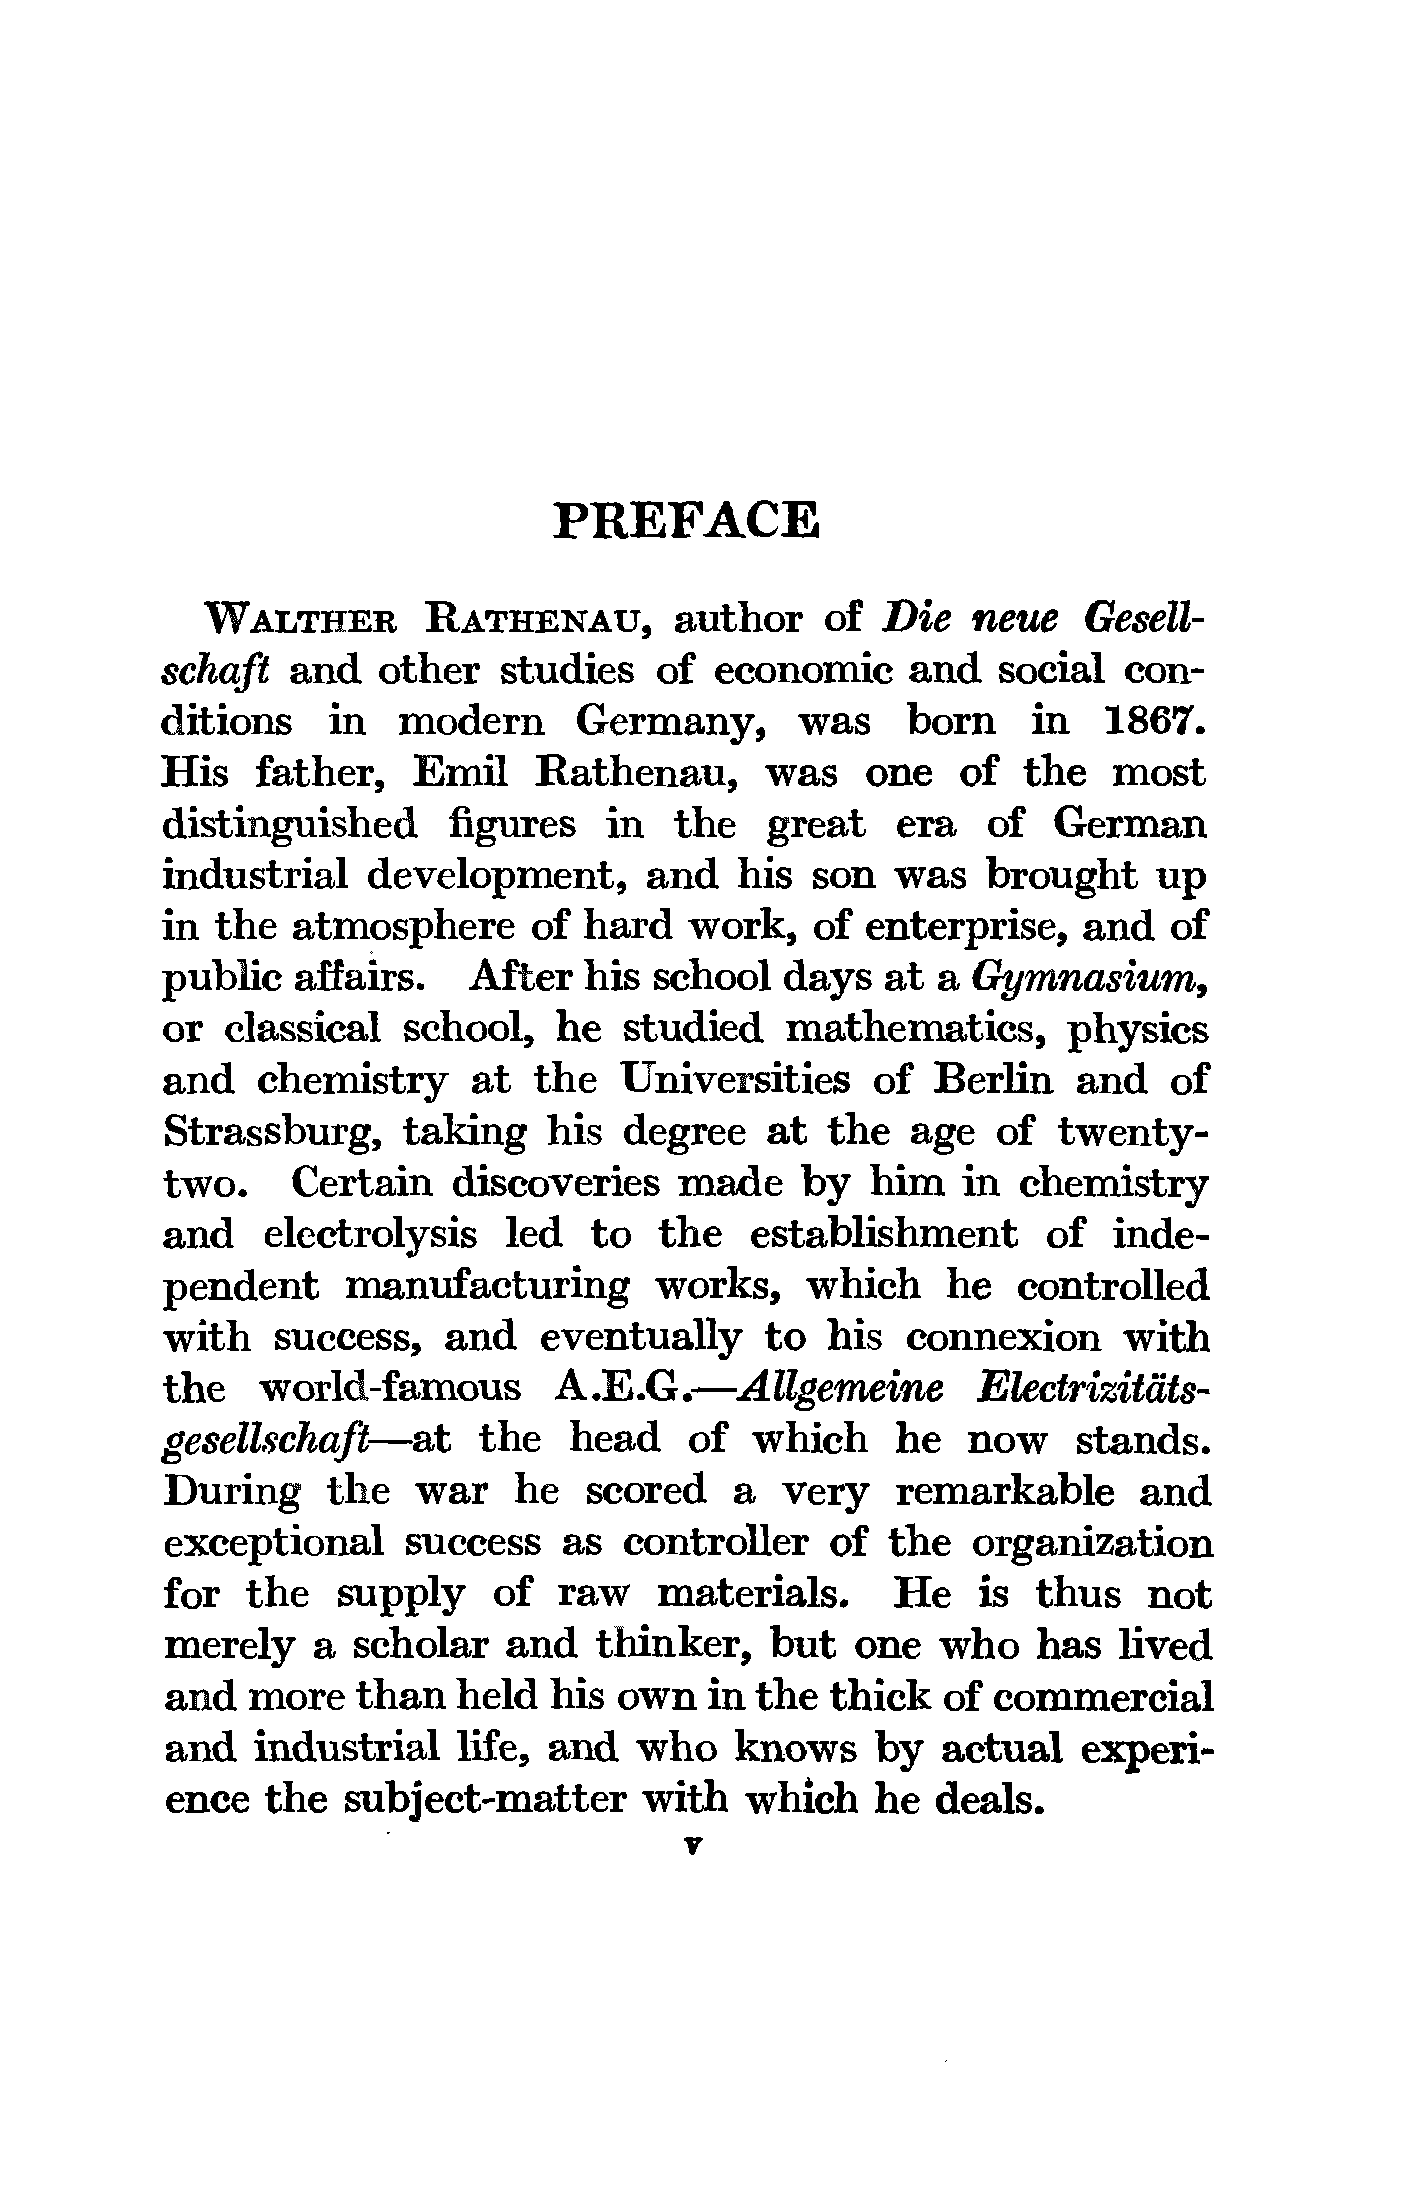 PREFACE
WALTHER RATHENAU, author of Die neue Gesell-
schaft and other studies of economic and social con-
ditions in modern Germany, was born in 1867.
His father, Emil Rathenau, was one of the most
distinguished figures in the great era of German
industrial development, and his son was brought up
in the atmosphere of hard work, of enterprise, and of
public affairs. After his school days at a Gymnasium,
or classical school, he studied mathematics, physics
and chemistry at the Universities of Berlin and of
Strassburg, taking his degree at the age of twenty-
two. Certain discoveries made by him in chemistry
and electrolysis led to the establishment of inde-
pendent manufacturing works, which he controlled
with success, and eventually to his connexion with
the world-famous A.E.G.—Allgemeine Electrizitäts-
gesellschaft—at the head of which he now stands.
During the war he scored a very remarkable and
exceptional success as controller of the organization
for the supply of raw materials. He is thus not
merely a scholar and thinker, but one who has lived
and more than held his own in the thick of commercial
and industrial life, and who knows by actual experi-
ence the subject-matter with which he deals.
v